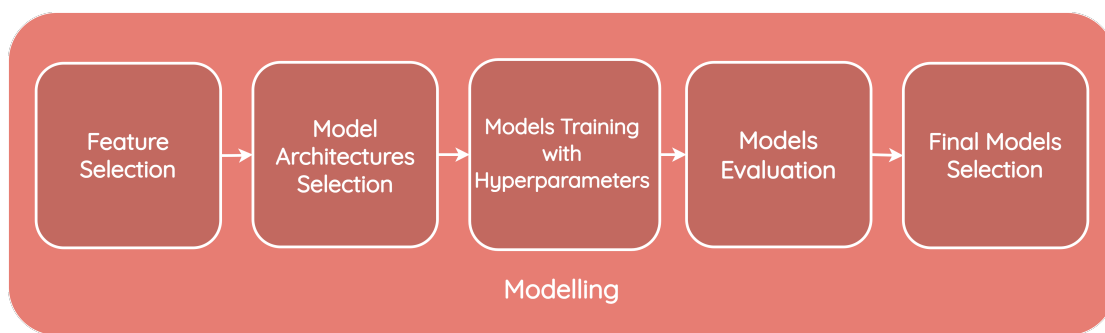 Feature
Selection
Model
Architectures
Selection
Models Training
with
Hyperparameters
Models
Evaluation
Final Models
Selection
Modelling